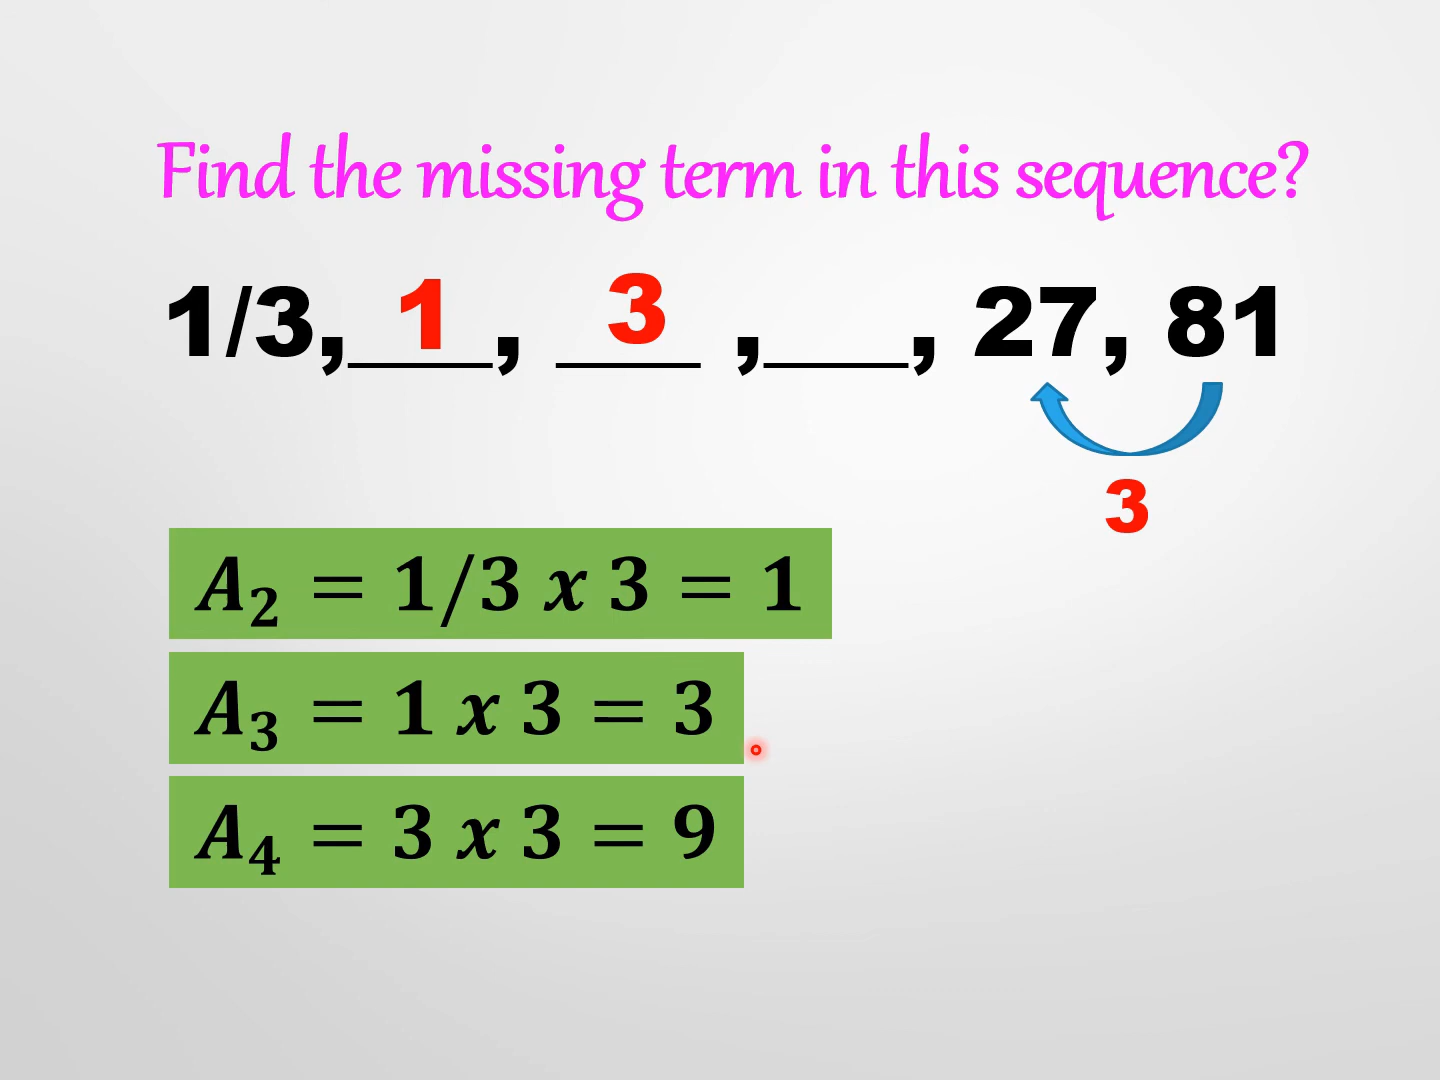 Find the missing term in this sequence?
1/3, 1 , 3 ,___, 27, 81
3
A₂ = 1/3 x 3 = 1
A₃ = 1 x 3 = 3
A₄ = 3 x 3 = 9